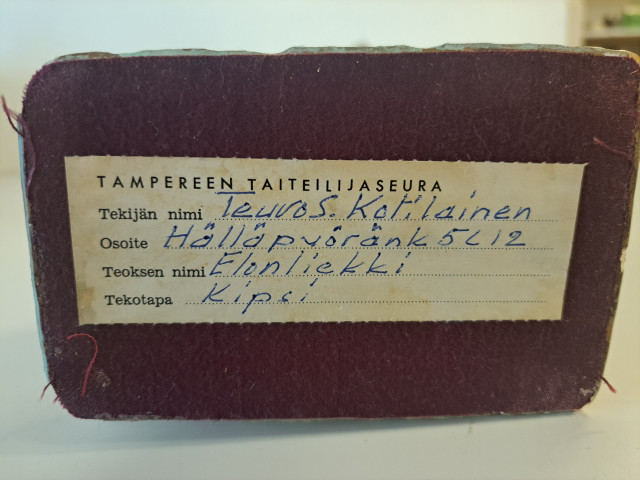 TAMPEREEN TAITEILIJASEURA
Tekijän nimi Teuvo S. Kotilainen
Osoite Hälläpyöränk 5 C 12
Teoksen nimi Elonliekki
Tekotapa Kipsi